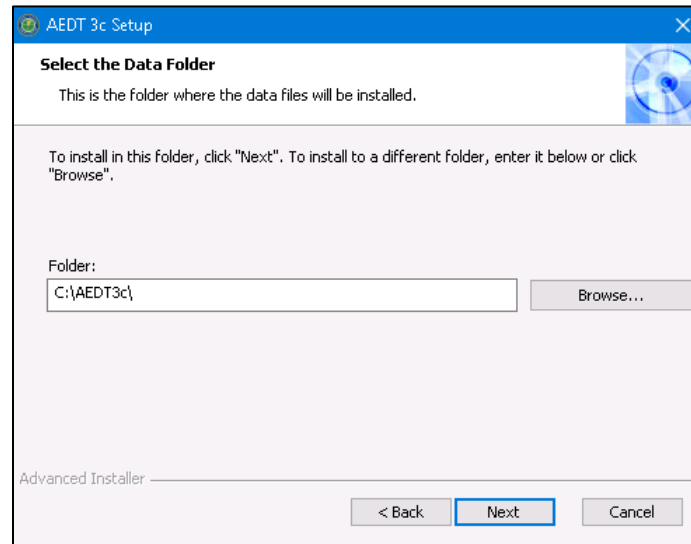 AEDT 3c Setup
Select the Data Folder
This is the folder where the data files will be installed.
To install in this folder, click "Next". To install to a different folder, enter it below or click
"Browse".
Folder:
C:\AEDT3c\
Browse...
Advanced Installer
< Back
Next
Cancel